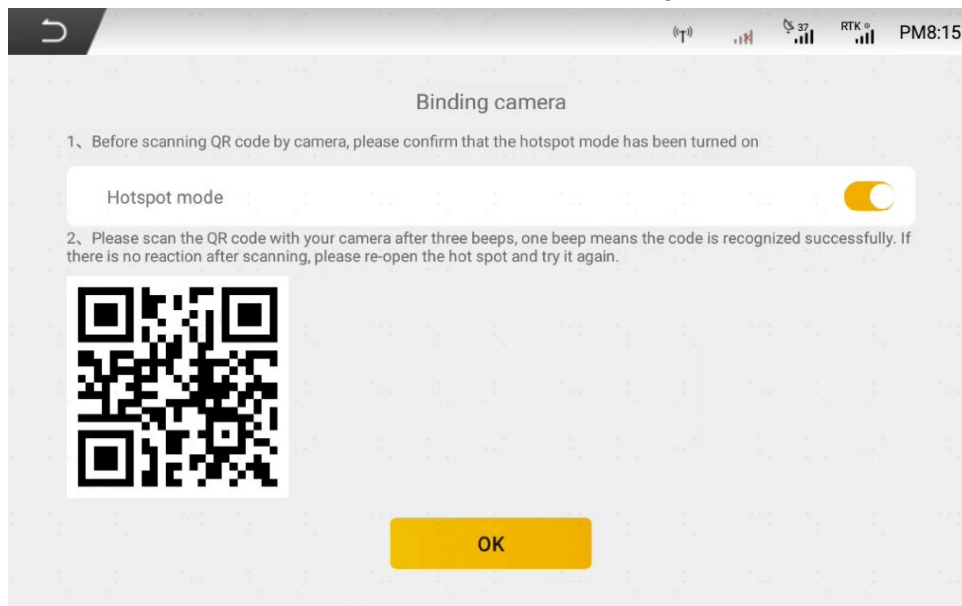 37
RTK
PM8:15
Binding camera
1、Before scanning QR code by camera, please confirm that the hotspot mode has been turned on
Hotspot mode
2、Please scan the QR code with your camera after three beeps, one beep means the code is recognized successfully. If
there is no reaction after scanning, please re-open the hot spot and try it again.
OK